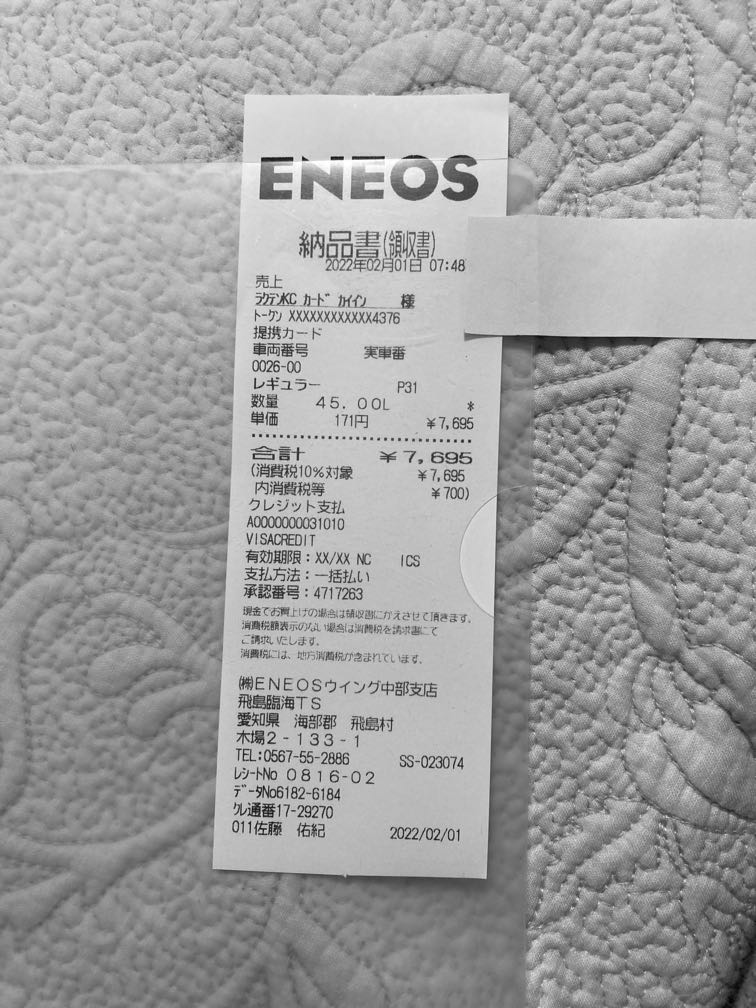 ENEOS
納品書(領収書)
2022年02月01日 07:48
売上
ラクテンKC カード カイイン 様
トークン XXXXXXXXXXXX4376
提携カード
車両番号 実車番
0026-00
レギュラー P31
数量 45.00L *
単価 171円 ¥7,695
合計 ¥7,695
(消費税10%対象 ¥7,695
内消費税等 ¥700)
クレジット支払
A0000000031010
VISACREDIT
有効期限:XX/XX NC ICS
支払方法:一括払い
承認番号:4717263
現金でお買上げの場合は領収書にかえさせて頂きます。
消費税額表示のない場合は消費税を請求書にて
ご請求いたします。
消費税には、地方消費税が含まれています。
㈱ENEOSウイング中部支店
飛島臨海TS
愛知県 海部郡 飛島村
木場2-133-1
TEL:0567-55-2886 SS-023074
レシートNo 0816-02
データNo6182-6184
クレ通番17-29270
011佐藤 佑紀 2022/02/01